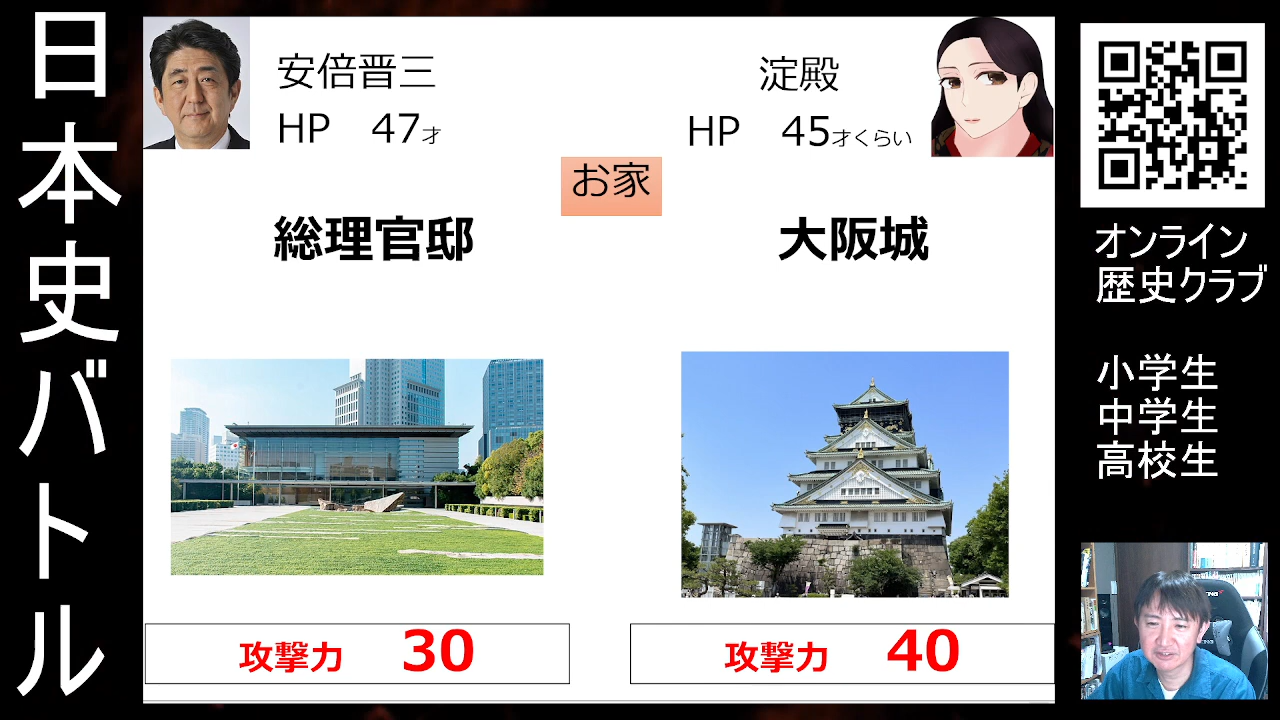 日本史バトル
安倍晋三
HP 47才
淀殿
HP 45才くらい
お家
総理官邸
大阪城
攻撃力 30
攻撃力 40
オンライン
歴史クラブ
小学生
中学生
高校生